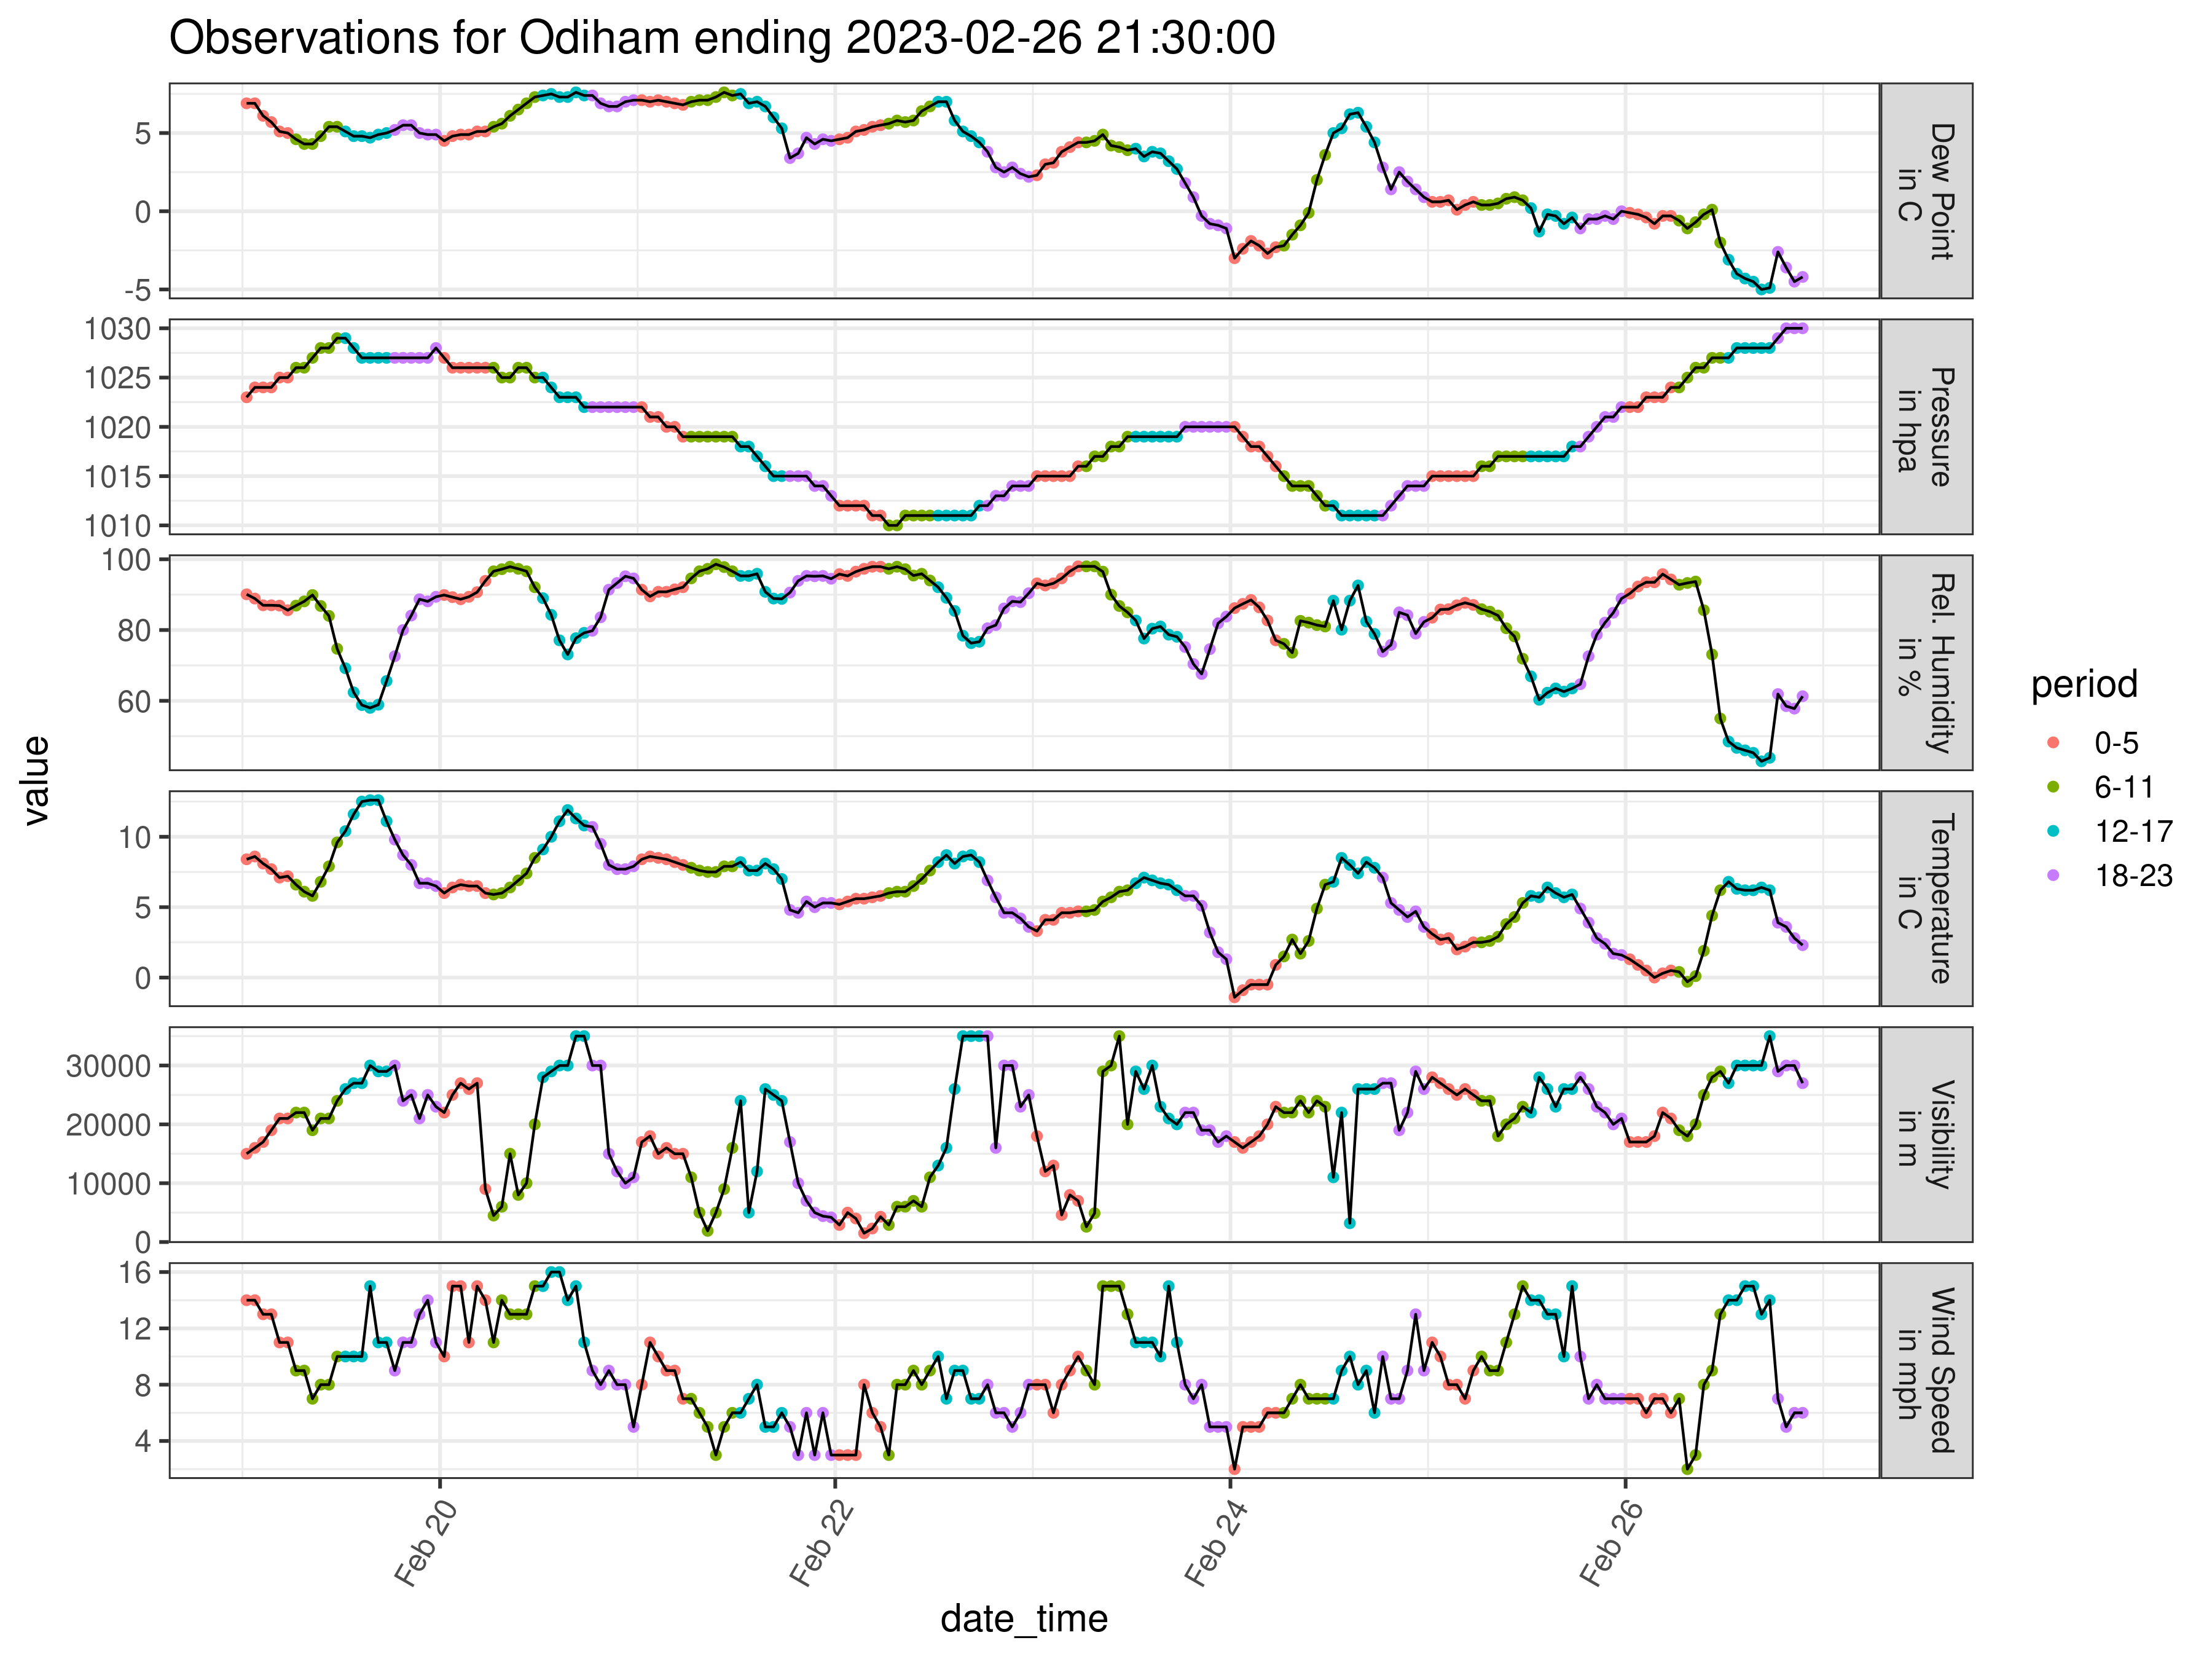 Observations for Odiham ending 2023-02-26 21:30:00
value
5
0
-5
Dew Point
in C
1030
1025
1020
1015
1010
Pressure
in hpa
100
80
60
Rel. Humidity
in %
10
5
0
Temperature
in C
30000
20000
10000
0
Visibility
in m
16
12
8
4
Wind Speed
in mph
Feb 20
Feb 22
Feb 24
Feb 26
date_time
period
0-5
6-11
12-17
18-23